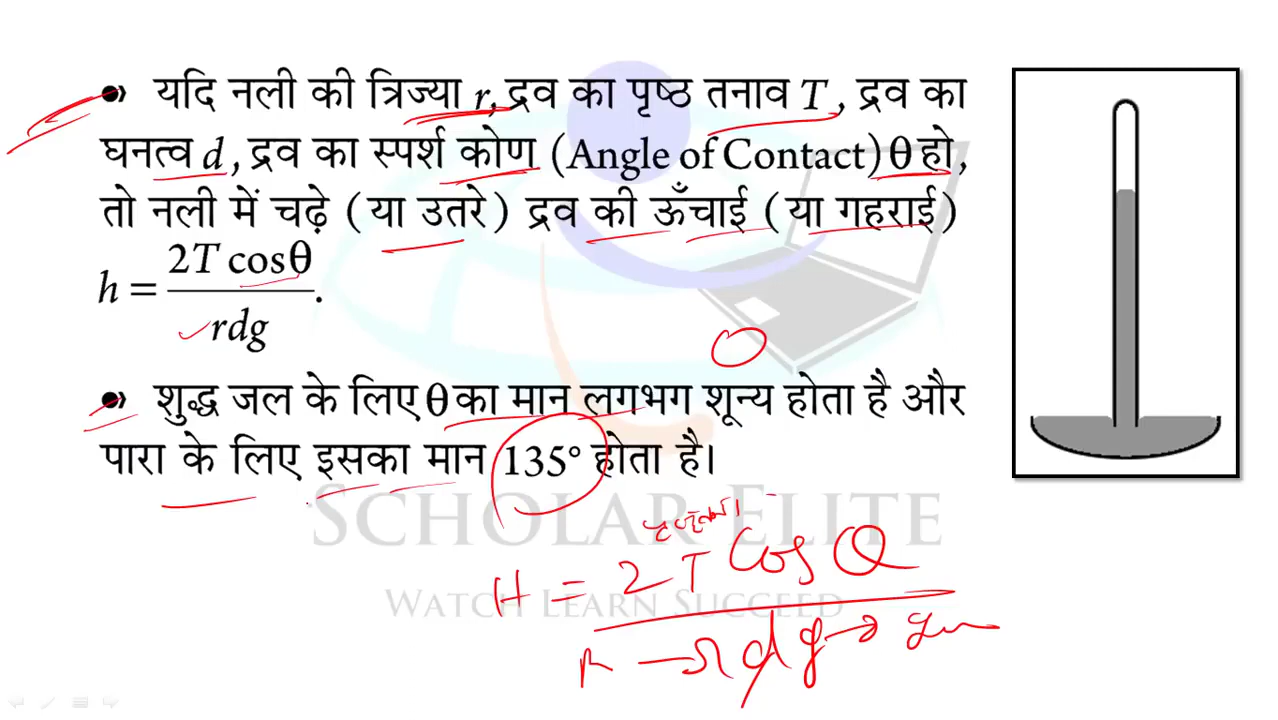 यदि नली की त्रिज्या r, द्रव का पृष्ठ तनाव T, द्रव का
घनत्व d, द्रव का स्पर्श कोण (Angle of Contact) θ हो,
तो नली में चढ़े (या उतरे) द्रव की ऊँचाई (या गहराई)
h = 2T cosθ / rdg.
शुद्ध जल के लिए θ का मान लगभग शून्य होता है और
पारा के लिए इसका मान 135° होता है।
SCHOLAR ELITE
H = 2T Cos θ
WATCH LEARN SUCCEED
r d g